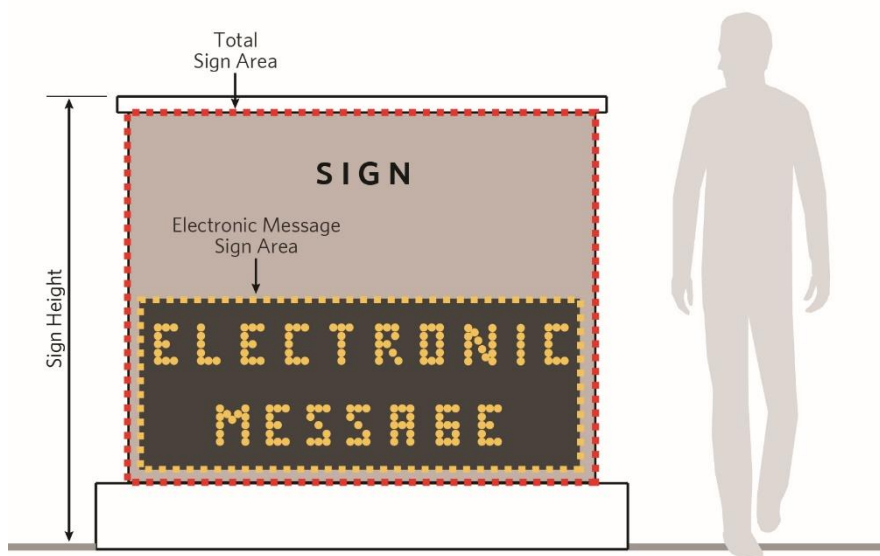 Total
Sign Area
SIGN
Electronic Message
Sign Area
Sign Height
ELECTRONIC
MESSAGE